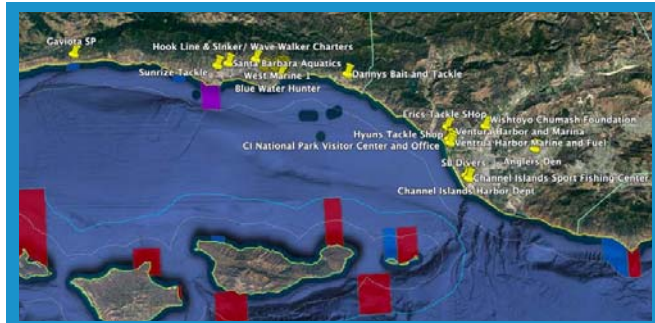 Gaviota SP
Hook Line & Sinker/ Wave-Walker Charters
Sunrize-Tackle
Santa Barbara Aquatics
West Marine 1
Dannys Bait and Tackle
Blue Water Hunter
Erics Tackle SHop
Wishtoyo Chumash Foundation
Hyuns Tackle Shop
Ventura Harbor and Marina
CI National Park Visitor Center and Office
Ventrua Harbor Marine and Fuel
SB Divers
Anglers Den
Channel Islands Sport Fishing Center
Channel Islands Harbor Dept